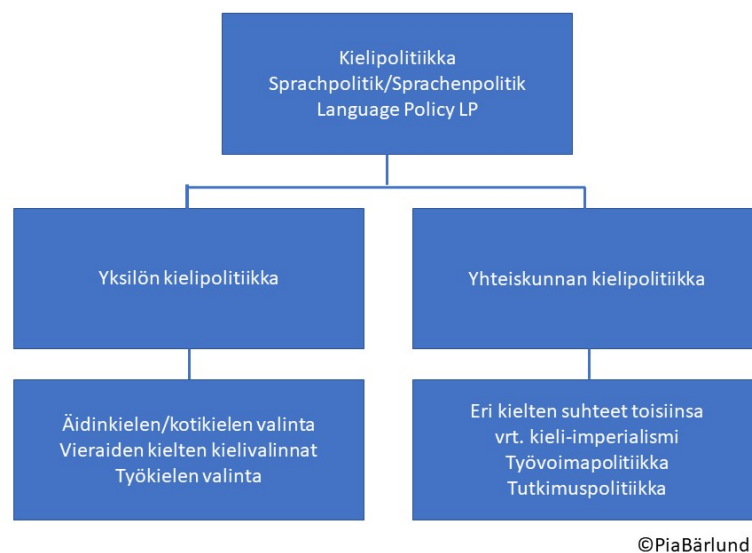 Kielipolitiikka
Sprachpolitik/Sprachenpolitik
Language Policy LP
Yksilön kielipolitiikka
Yhteiskunnan kielipolitiikka
Äidinkielen/kotikielen valinta
Vieraiden kielten kielivalinnat
Työkielen valinta
Eri kielten suhteet toisiinsa
vrt. kieli-imperialismi
Työvoimapolitiikka
Tutkimuspolitiikka
©PiaBärlund